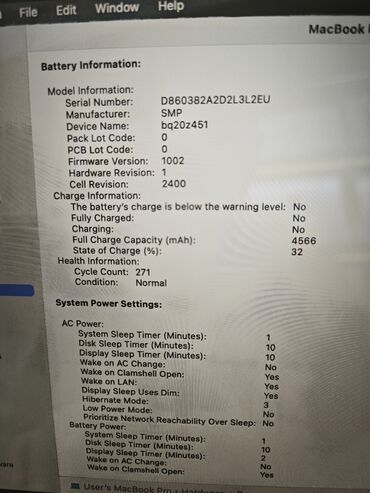 File Edit Window Help
MacBook
Battery Information:
Model Information:
Serial Number: D860382A2D2L3L2EU
Manufacturer: SMP
Device Name: bq20z451
Pack Lot Code: 0
PCB Lot Code: 0
Firmware Version: 1002
Hardware Revision: 1
Cell Revision: 2400
Charge Information:
The battery's charge is below the warning level: No
Fully Charged: No
Charging: No
Full Charge Capacity (mAh): 4566
State of Charge (%): 32
Health Information:
Cycle Count: 271
Condition: Normal
System Power Settings:
AC Power:
System Sleep Timer (Minutes): 1
Disk Sleep Timer (Minutes): 10
Display Sleep Timer (Minutes): 10
Wake on AC Change: No
Wake on Clamshell Open: Yes
Wake on LAN: Yes
Display Sleep Uses Dim: Yes
Hibernate Mode: 3
Low Power Mode: No
Prioritize Network Reachability Over Sleep: No
Battery Power:
System Sleep Timer (Minutes): 1
Disk Sleep Timer (Minutes): 10
Display Sleep Timer (Minutes): 2
Wake on AC Change: No
Wake on Clamshell Open: Yes
User's MacBook Pro › Hardware